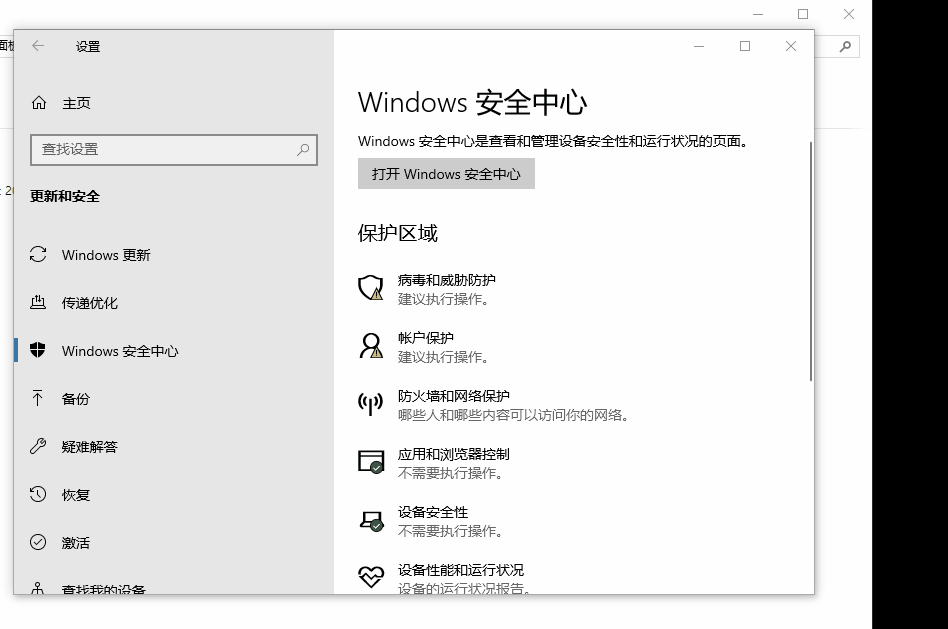 设置
主页
查找设置
更新和安全
Windows 更新
传递优化
Windows 安全中心
备份
疑难解答
恢复
激活
查找我的设备
Windows 安全中心
Windows 安全中心是查看和管理设备安全性和运行状况的页面。
打开 Windows 安全中心
保护区域
病毒和威胁防护
建议执行操作。
帐户保护
建议执行操作。
防火墙和网络保护
哪些人和哪些内容可以访问你的网络。
应用和浏览器控制
不需要执行操作。
设备安全性
不需要执行操作。
设备性能和运行状况
设备的运行状况报告。